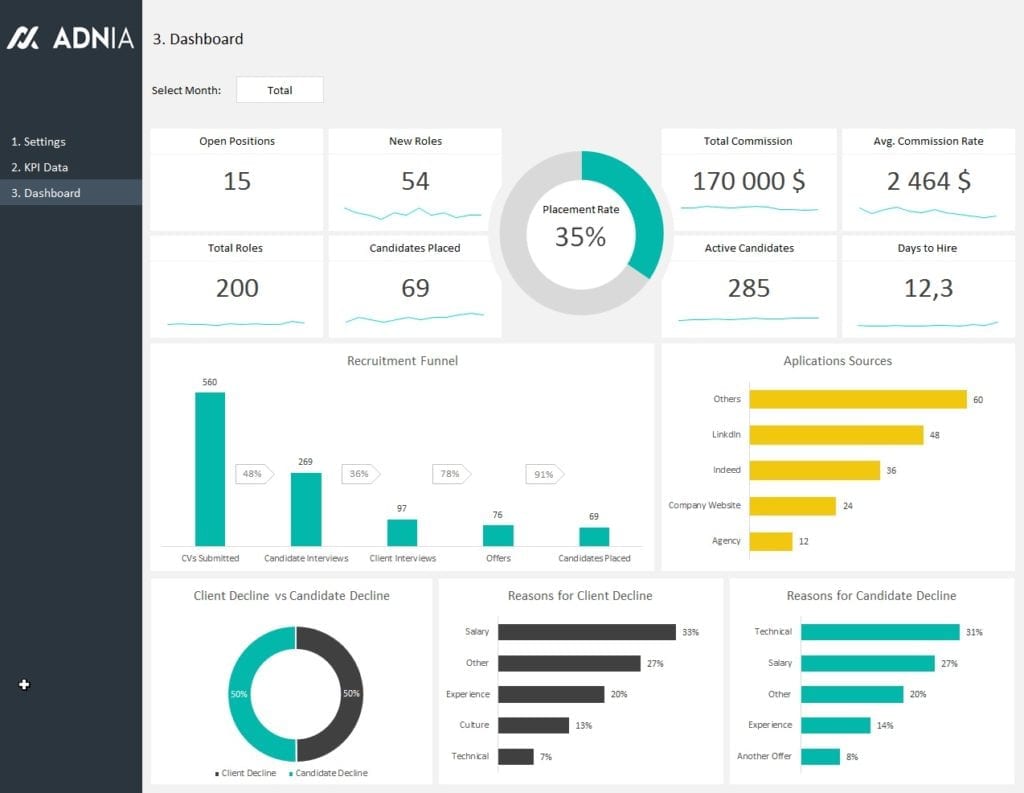 ADNIA
3. Dashboard
Select Month:
Total
1. Settings
2. KPI Data
3. Dashboard
Open Positions
15
New Roles
54
Placement Rate
35%
Total Commission
170 000 $
Avg. Commission Rate
2 464 $
Total Roles
200
Candidates Placed
69
Active Candidates
285
Days to Hire
12,3
Recruitment Funnel
560
269
97
76
69
48%
36%
78%
91%
CVs Submitted
Candidate Interviews
Client Interviews
Offers
Candidates Placed
Aplications Sources
Others 60
LinkdIn 48
Indeed 36
Company Website 24
Agency 12
Client Decline vs Candidate Decline
50%
50%
Client Decline
Candidate Decline
Reasons for Client Decline
Salary 33%
Other 27%
Experience 20%
Culture 13%
Technical 7%
Reasons for Candidate Decline
Technical 31%
Salary 27%
Other 20%
Experience 14%
Another Offer 8%